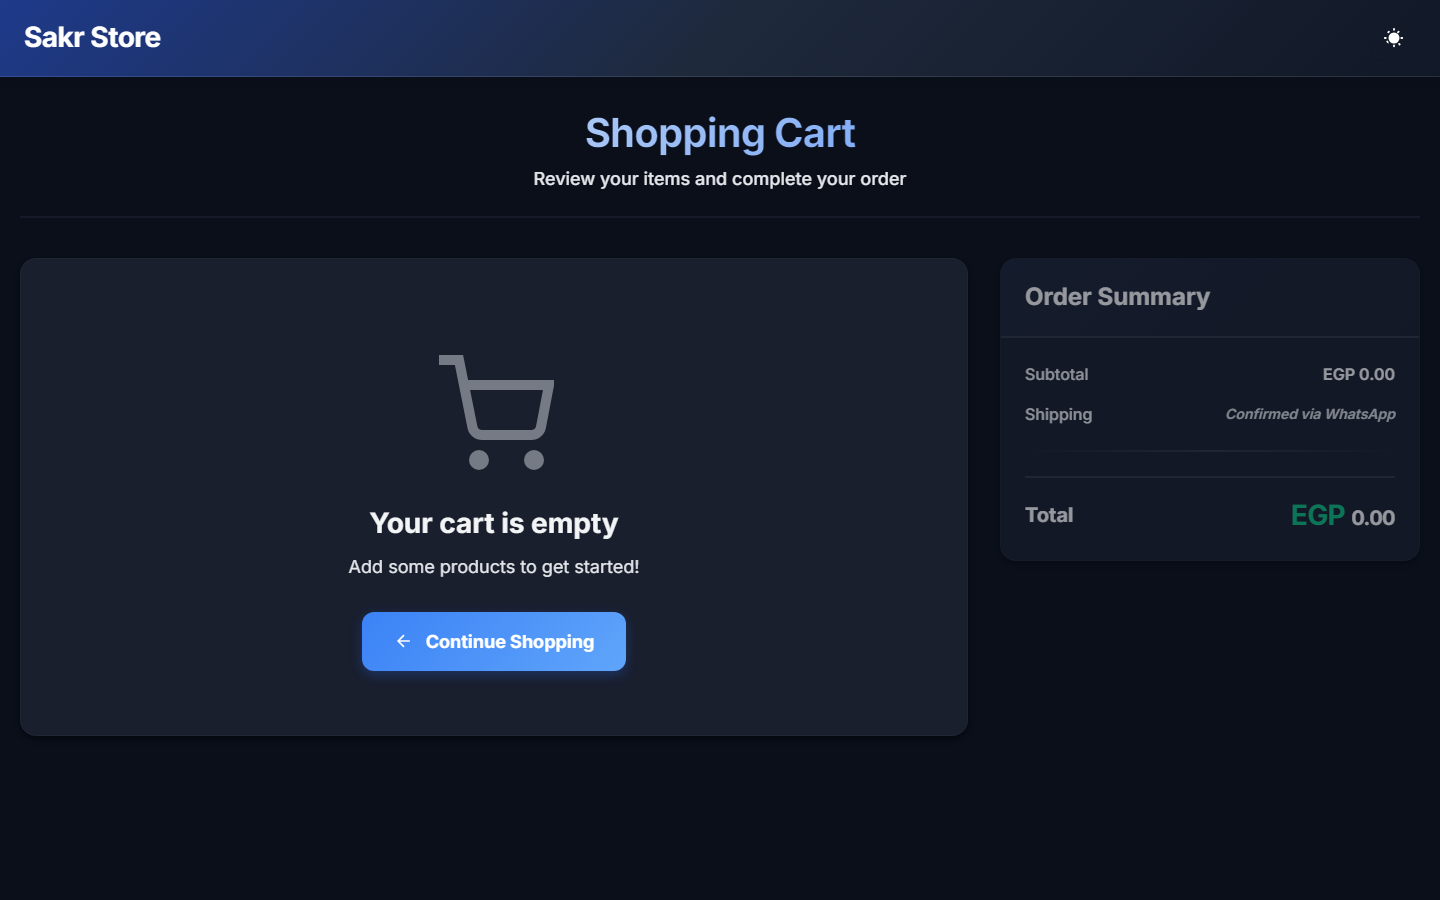 Sakr Store
Shopping Cart
Review your items and complete your order
Your cart is empty
Add some products to get started!
Continue Shopping
Order Summary
Subtotal EGP 0.00
Shipping Confirmed via WhatsApp
Total EGP 0.00